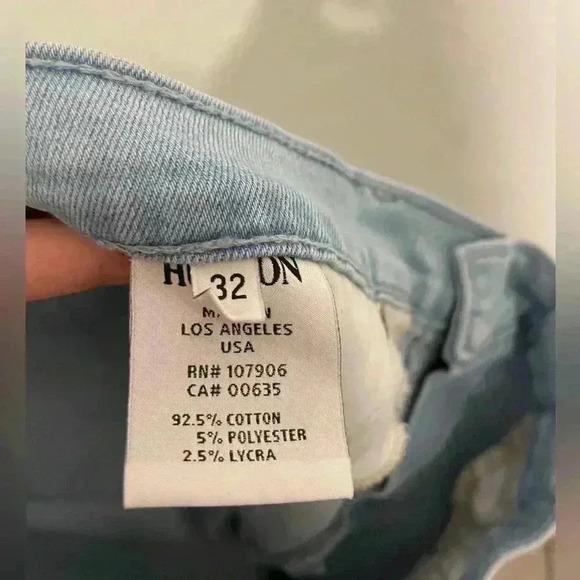 32
LOS ANGELES
USA
RN# 107906
CA# 00635
92.5% COTTON
5% POLYESTER
2.5% LYCRA